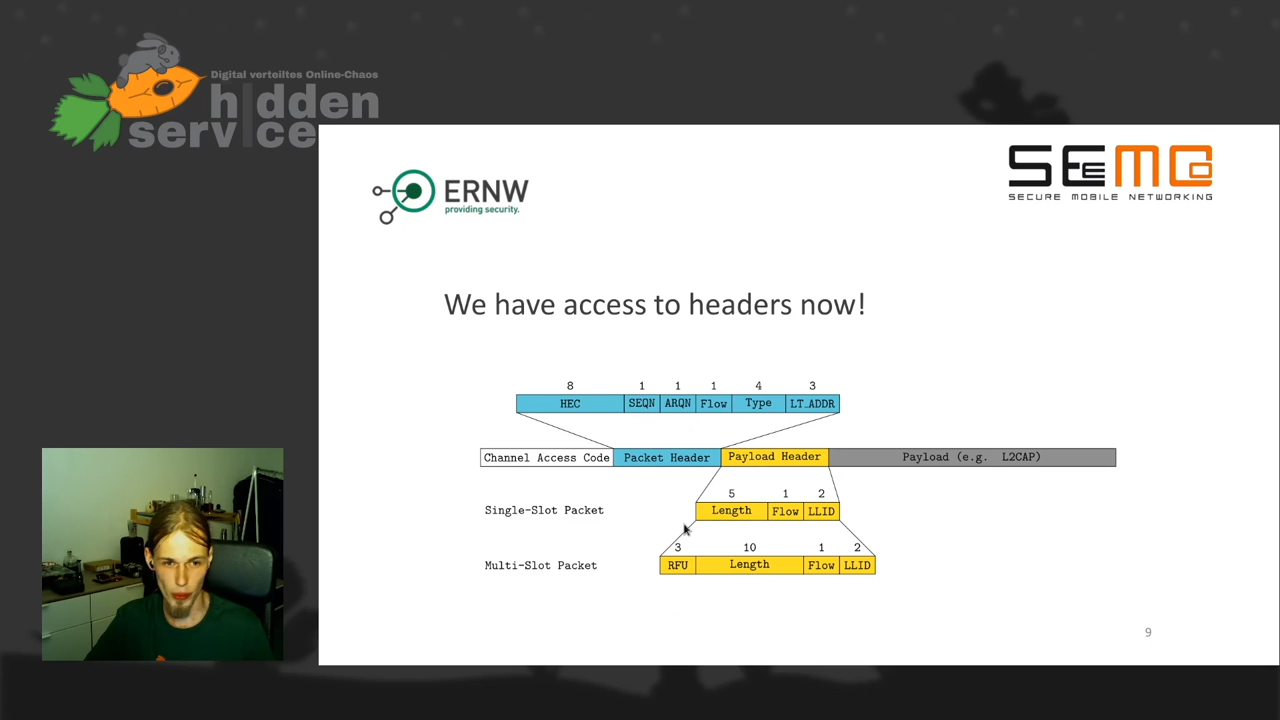 Digital verteiltes Online-Chaos
hidden
service
ERNW
providing security.
SEEMOO
SECURE MOBILE NETWORKING
We have access to headers now!
8 1 1 1 4 3
HEC SEQN ARQN Flow Type LT_ADDR
Channel Access Code Packet Header Payload Header Payload (e.g. L2CAP)
5 1 2
Single-Slot Packet Length Flow LLID
3 10 1 2
Multi-Slot Packet RFU Length Flow LLID
9